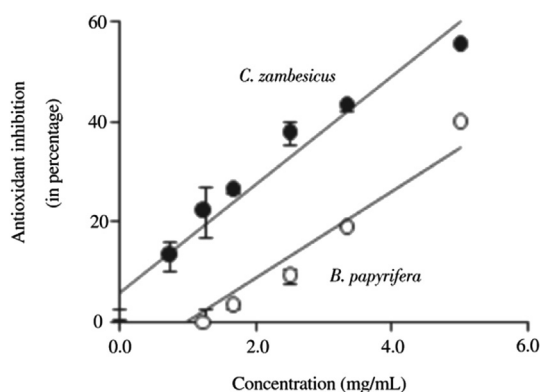 Antioxidant inhibition
(in percentage)
60
40
20
0
C. zambesicus
B. papyrifera
0.0 2.0 4.0 6.0
Concentration (mg/mL)